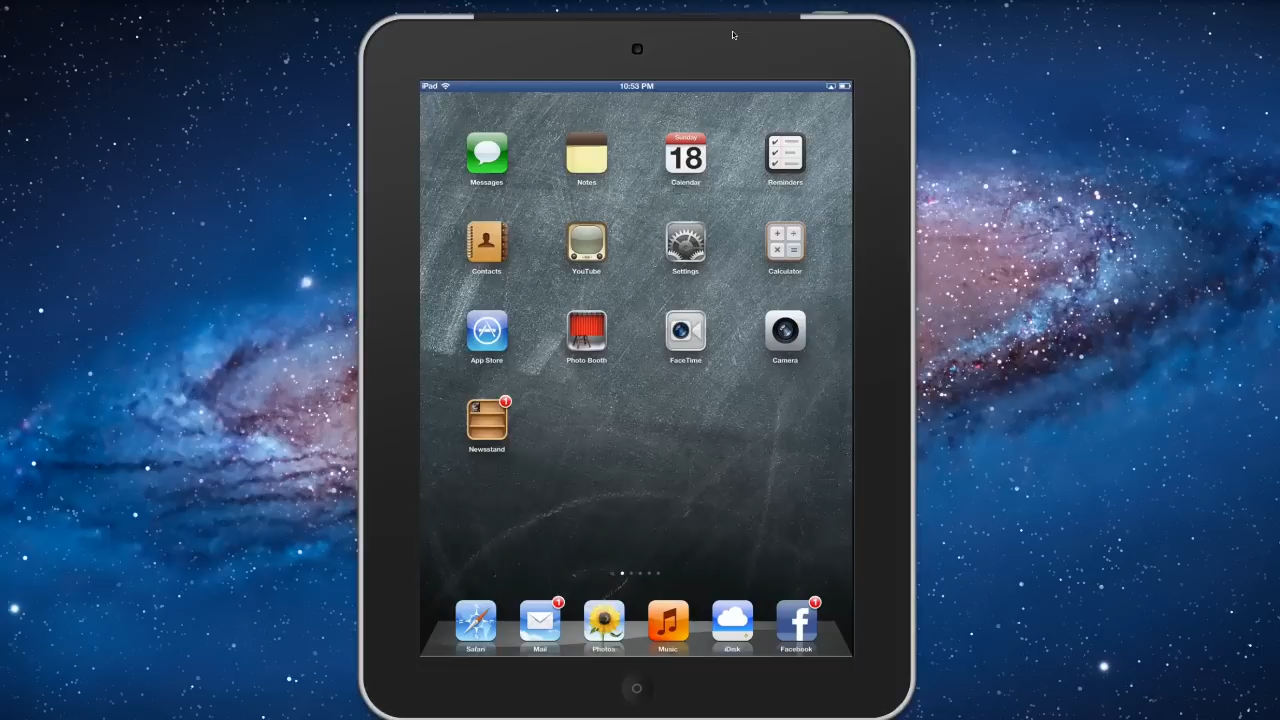 iPad 10:53 PM
Sunday
18
Messages Notes Calendar Reminders
Contacts YouTube Settings Calculator
App Store Photo Booth FaceTime Camera
1
Newsstand
1 1
Safari Mail Photos Music iDisk Facebook